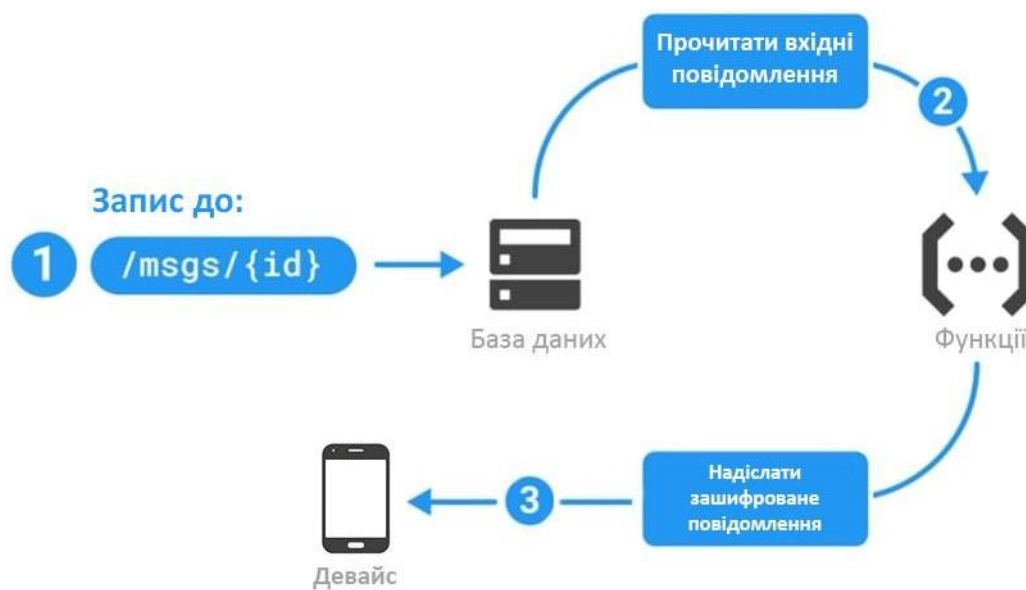 Прочитати вхідні
повідомлення
2
Запис до:
1
/msgs/{id}
База даних
Функції
Надіслати
зашифроване
повідомлення
3
Девайс